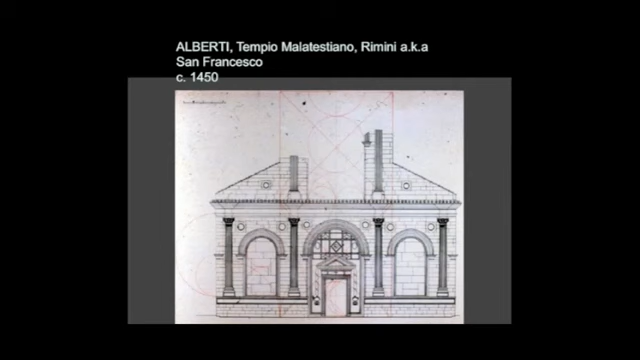 ALBERTI, Tempio Malatestiano, Rimini a.k.a
San Francesco
c. 1450